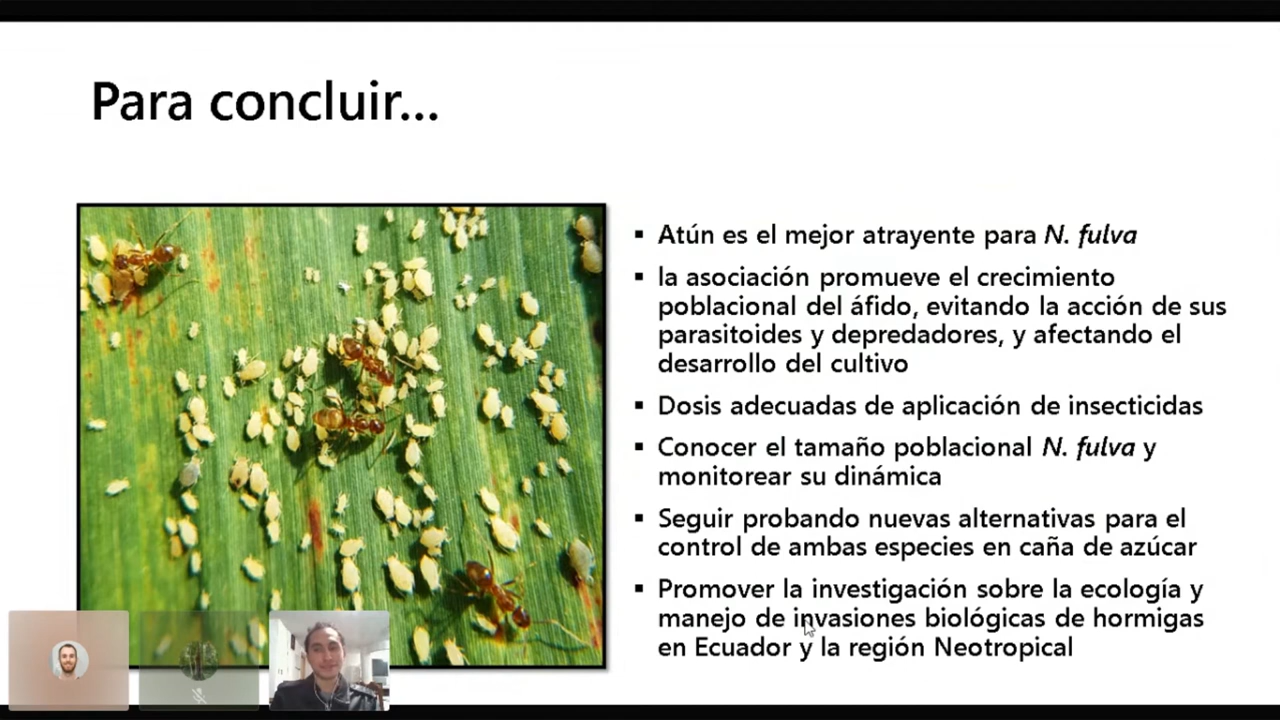 Para concluir...
▪ Atún es el mejor atrayente para N. fulva
▪ la asociación promueve el crecimiento
poblacional del áfido, evitando la acción de sus
parasitoides y depredadores, y afectando el
desarrollo del cultivo
▪ Dosis adecuadas de aplicación de insecticidas
▪ Conocer el tamaño poblacional N. fulva y
monitorear su dinámica
▪ Seguir probando nuevas alternativas para el
control de ambas especies en caña de azúcar
▪ Promover la investigación sobre la ecología y
manejo de invasiones biológicas de hormigas
en Ecuador y la región Neotropical